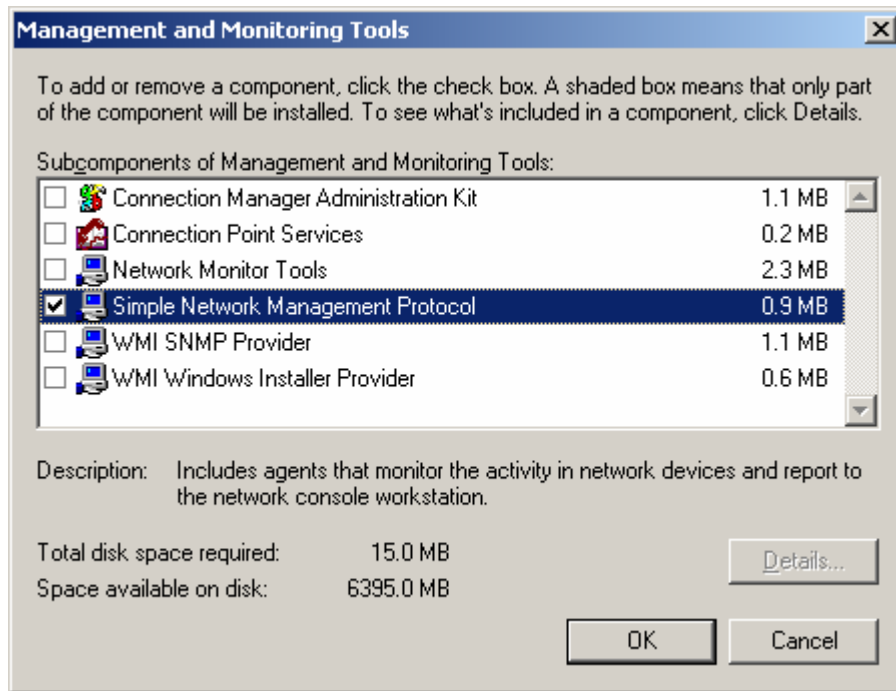 Management and Monitoring Tools
To add or remove a component, click the check box. A shaded box means that only part
of the component will be installed. To see what's included in a component, click Details.
Subcomponents of Management and Monitoring Tools:
Connection Manager Administration Kit 1.1 MB
Connection Point Services 0.2 MB
Network Monitor Tools 2.3 MB
Simple Network Management Protocol 0.9 MB
WMI SNMP Provider 1.1 MB
WMI Windows Installer Provider 0.6 MB
Description: Includes agents that monitor the activity in network devices and report to
the network console workstation.
Total disk space required: 15.0 MB
Space available on disk: 6395.0 MB
Details...
OK Cancel